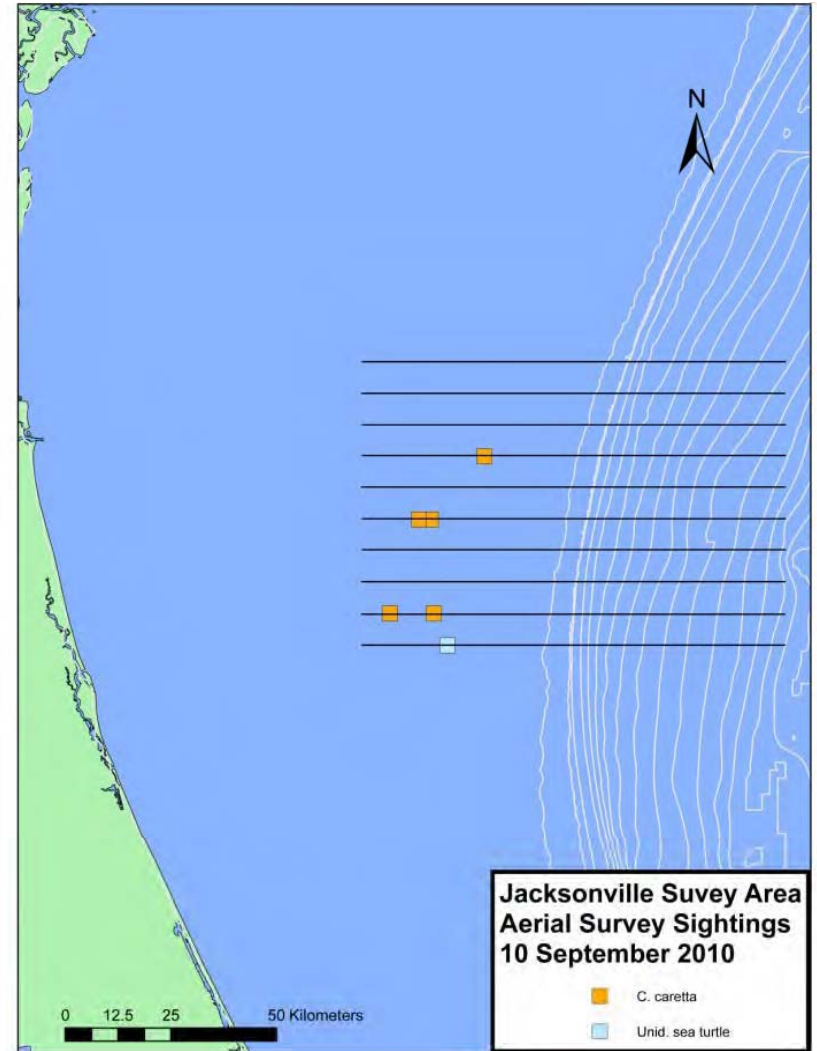 N
Jacksonville Suvey Area
Aerial Survey Sightings
10 September 2010
C. caretta
Unid. sea turtle
0 12.5 25 50 Kilometers